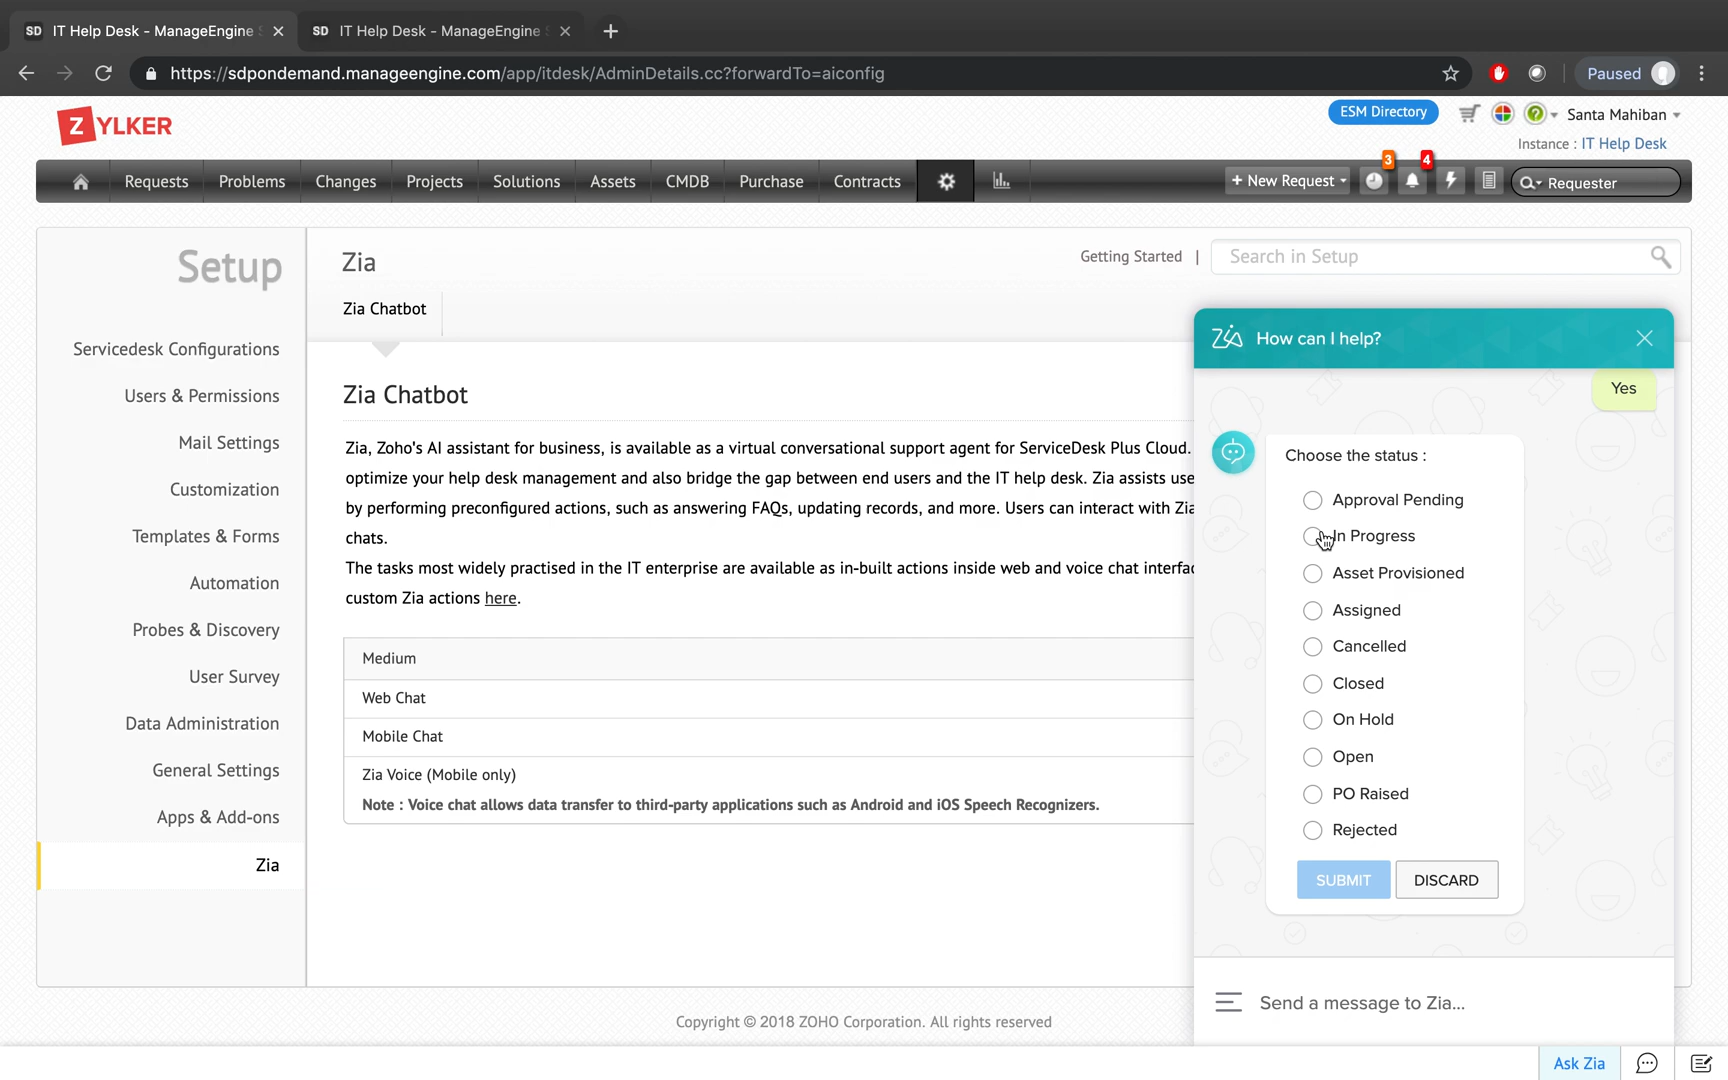 SD IT Help Desk - ManageEngine
SD IT Help Desk - ManageEngine
https://sdpondemand.manageengine.com/app/itdesk/AdminDetails.cc?forwardTo=aiconfig
Paused
ZYLKER
ESM Directory
Santa Mahiban
Instance : IT Help Desk
Requests
Problems
Changes
Projects
Solutions
Assets
CMDB
Purchase
Contracts
+ New Request
3
4
Requester
Setup
Servicedesk Configurations
Users & Permissions
Mail Settings
Customization
Templates & Forms
Automation
Probes & Discovery
User Survey
Data Administration
General Settings
Apps & Add-ons
Zia
Zia
Getting Started |
Search in Setup
Zia Chatbot
Zia Chatbot
Zia, Zoho's AI assistant for business, is available as a virtual conversational support agent for ServiceDesk Plus Cloud.
optimize your help desk management and also bridge the gap between end users and the IT help desk. Zia assists use
by performing preconfigured actions, such as answering FAQs, updating records, and more. Users can interact with Zia
chats.
The tasks most widely practised in the IT enterprise are available as in-built actions inside web and voice chat interfac
custom Zia actions here.
Medium
Web Chat
Mobile Chat
Zia Voice (Mobile only)
Note : Voice chat allows data transfer to third-party applications such as Android and iOS Speech Recognizers.
Zia How can I help?
Yes
Choose the status :
Approval Pending
In Progress
Asset Provisioned
Assigned
Cancelled
Closed
On Hold
Open
PO Raised
Rejected
SUBMIT
DISCARD
Send a message to Zia...
Copyright © 2018 ZOHO Corporation. All rights reserved
Ask Zia